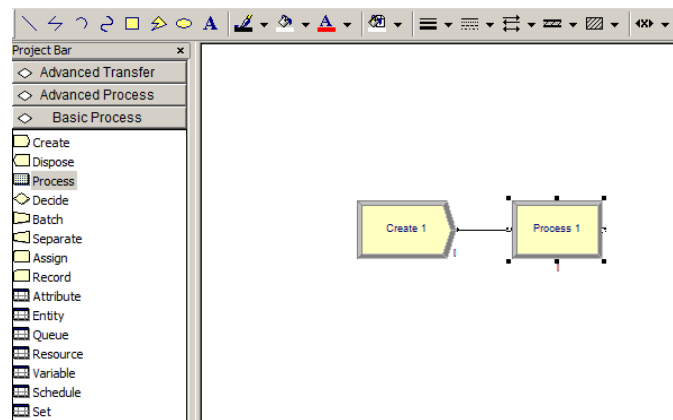 A A
Project Bar ×
Advanced Transfer
Advanced Process
Basic Process
Create
Dispose
Process
Decide
Batch
Separate
Assign
Record
Attribute
Entity
Queue
Resource
Variable
Schedule
Set
Create 1
Process 1